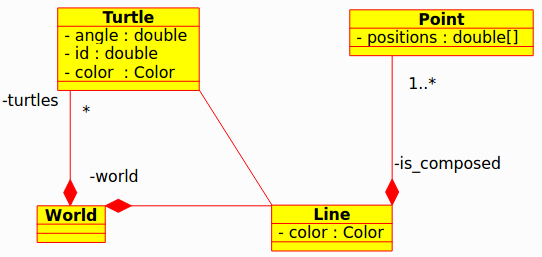 Turtle
- angle : double
- id : double
- color : Color
Point
- positions : double[]
-turtles
*
1..*
-world
-is_composed
World
Line
- color : Color